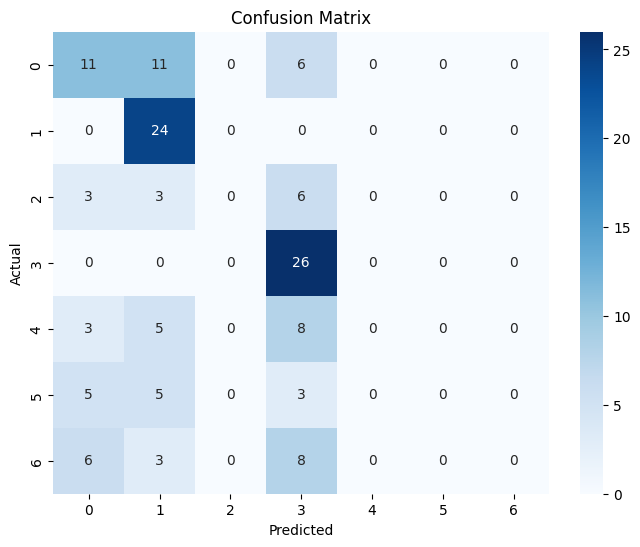 Confusion Matrix
0 11 11 0 6 0 0 0
1 0 24 0 0 0 0 0
2 3 3 0 6 0 0 0
3 0 0 0 26 0 0 0
4 3 5 0 8 0 0 0
5 5 5 0 3 0 0 0
6 6 3 0 8 0 0 0
0 1 2 3 4 5 6
Predicted
Actual
25
20
15
10
5
0